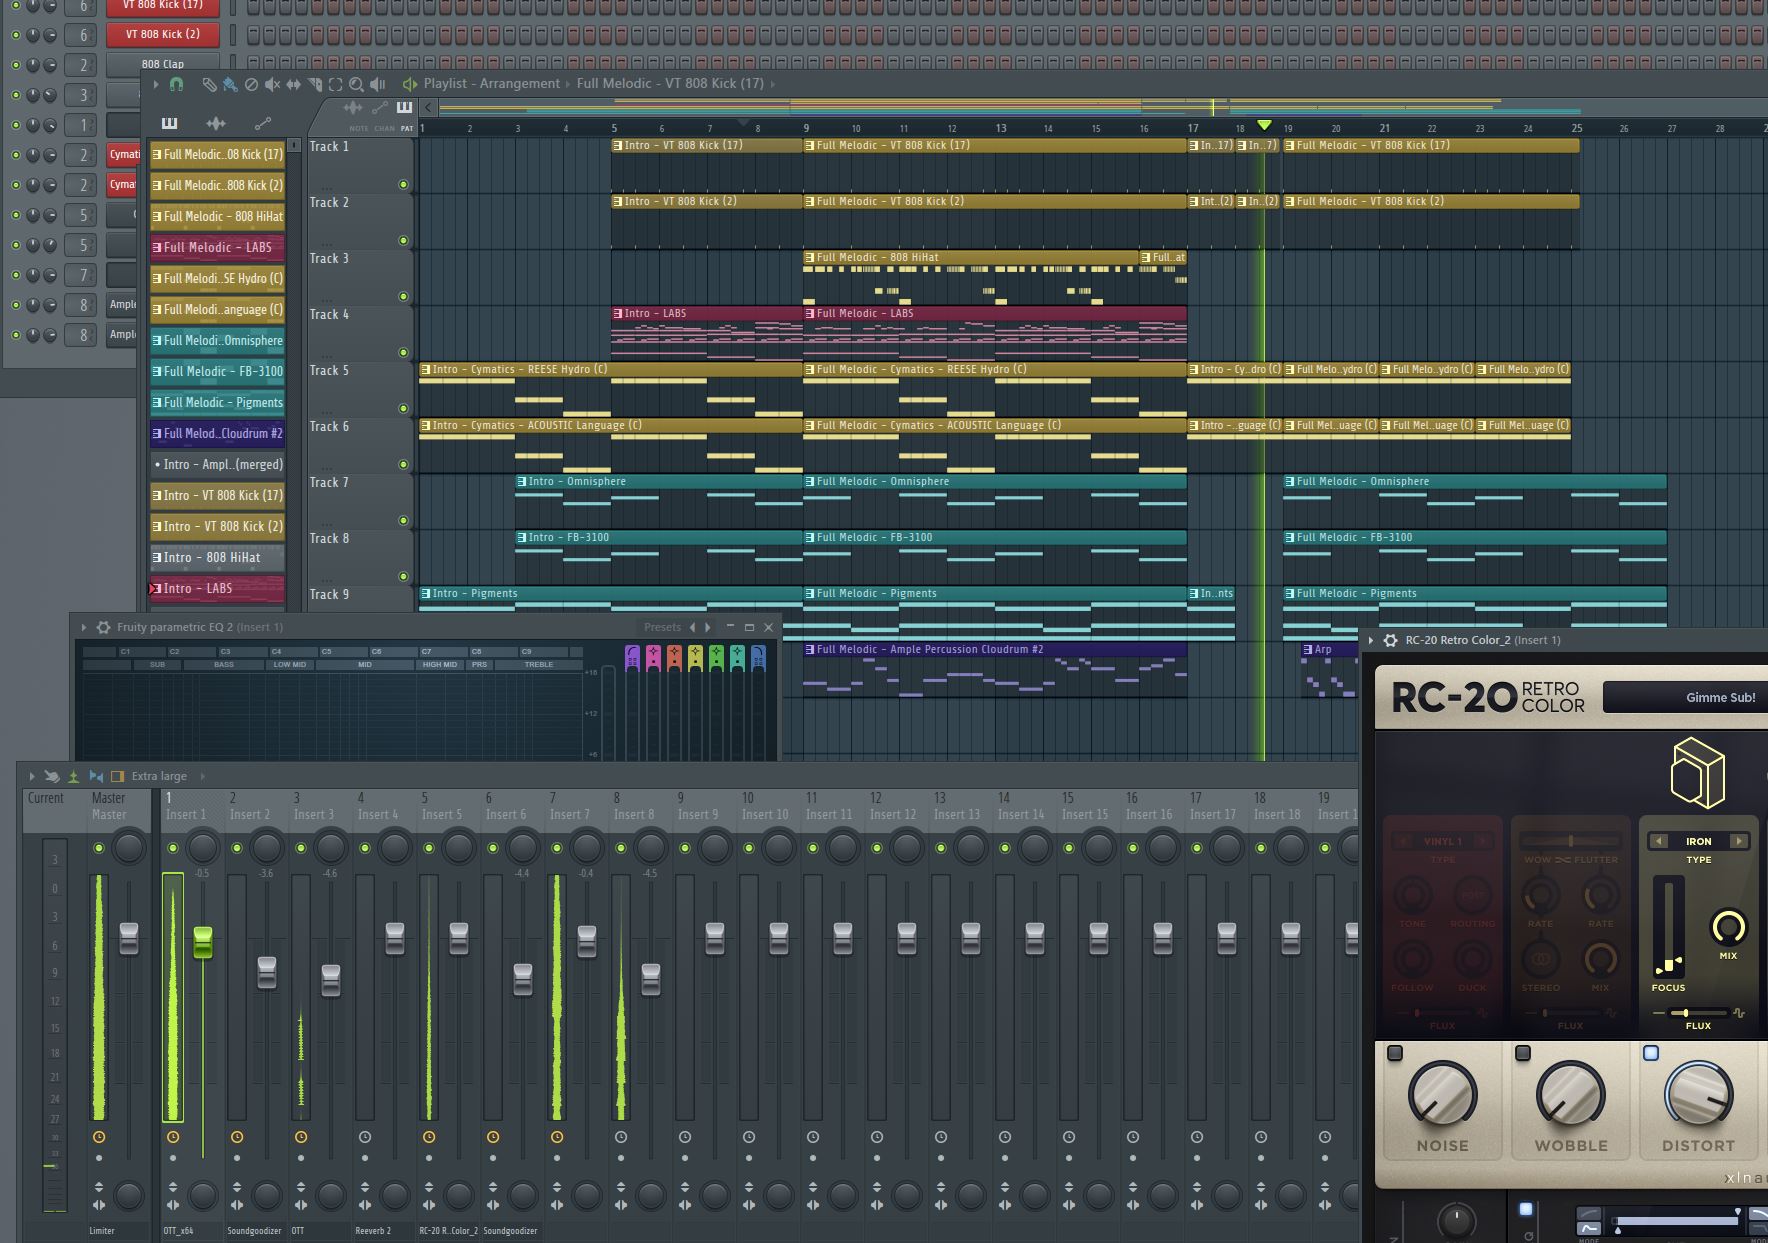 6 VT 808 Kick (17)
6 VT 808 Kick (2)
2 808 Clap
3
1
2 Cymati
2 Cymat
5
5
7
8 Ample
8 Ample
Playlist - Arrangement › Full Melodic - VT 808 Kick (17) ›
NOTE CHAN PAT
1 2 3 4 5 6 7 8 9 10 11 12 13 14 15 16 17 18 19 20 21 22 23 24 25 26 27 28
Full Melodic..08 Kick (17)
Full Melodic..808 Kick (2)
Full Melodic - 808 HiHat
Full Melodic - LABS
Full Melodi..SE Hydro (C)
Full Melodi..anguage (C)
Full Melodi..Omnisphere
Full Melodic - FB-3100
Full Melodic - Pigments
Full Melod..Cloudrum #2
Intro - Ampl..(merged)
Intro - VT 808 Kick (17)
Intro - VT 808 Kick (2)
Intro - 808 HiHat
Intro - LABS
Track 1 Intro - VT 808 Kick (17) Full Melodic - VT 808 Kick (17) In..17) In..7) Full Melodic - VT 808 Kick (17)
Track 2 Intro - VT 808 Kick (2) Full Melodic - VT 808 Kick (2) Int..(2) In..(2) Full Melodic - VT 808 Kick (2)
Track 3 Full Melodic - 808 HiHat Full..at
Track 4 Intro - LABS Full Melodic - LABS
Track 5 Intro - Cymatics - REESE Hydro (C) Full Melodic - Cymatics - REESE Hydro (C) Intro - Cy..dro (C) Full Melo..ydro (C) Full Melo..ydro (C) Full Melo..ydro (C)
Track 6 Intro - Cymatics - ACOUSTIC Language (C) Full Melodic - Cymatics - ACOUSTIC Language (C) Intro -..guage (C) Full Mel..uage (C) Full Mel..uage (C) Full Mel..uage (C)
Track 7 Intro - Omnisphere Full Melodic - Omnisphere Full Melodic - Omnisphere
Track 8 Intro - FB-3100 Full Melodic - FB-3100 Full Melodic - FB-3100
Track 9 Intro - Pigments Full Melodic - Pigments In..nts Full Melodic - Pigments
Full Melodic - Ample Percussion Cloudrum #2 Arp
Fruity parametric EQ 2 (Insert 1) Presets
C1 C2 C3 C4 C5 C6 C7 C8 C9
SUB BASS LOW MID MID HIGH MID PRS TREBLE
+18
+12
+6
Extra large
Current Master 1 2 3 4 5 6 7 8 9 10 11 12 13 14 15 16 17 18 19
Master Insert 1 Insert 2 Insert 3 Insert 4 Insert 5 Insert 6 Insert 7 Insert 8 Insert 9 Insert 10 Insert 11 Insert 12 Insert 13 Insert 14 Insert 15 Insert 16 Insert 17 Insert 18 Insert 1
-0.5 -3.6 -4.6 -4.4 -0.4 -4.5
3
0
3
6
9
12
15
18
21
24
27
30
33
Limiter OTT_x64 Soundgoodizer OTT Reeverb 2 RC-20 R..Color_2 Soundgoodizer
RC-20 Retro Color_2 (Insert 1)
RC-20 RETRO COLOR
Gimme Sub!
VINYL 1 WOW FLUTTER IRON
TYPE TYPE
POST
TONE ROUTING RATE RATE
MIX
FOLLOW DUCK STEREO MIX FOCUS
FLUX FLUX FLUX
NOISE WOBBLE DISTORT
xlnau